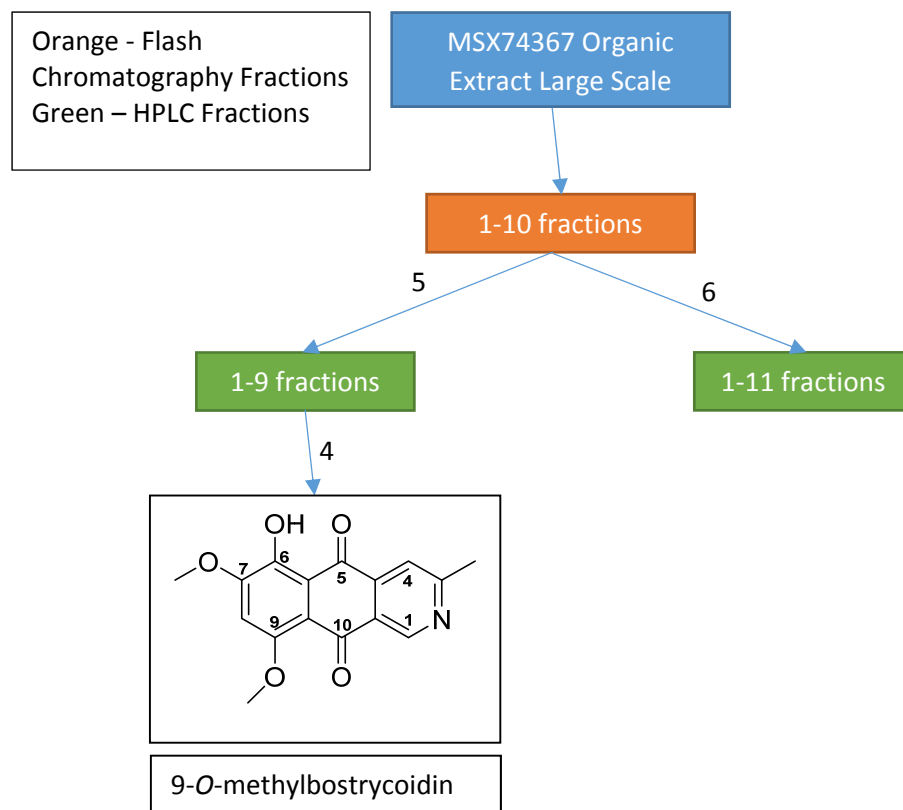 Orange - Flash
Chromatography Fractions
Green – HPLC Fractions
MSX74367 Organic
Extract Large Scale
1-10 fractions
5
6
1-9 fractions
1-11 fractions
4
OH
O
O
7
6
5
4
N
9
10
1
O
O
9-O-methylbostrycoidin